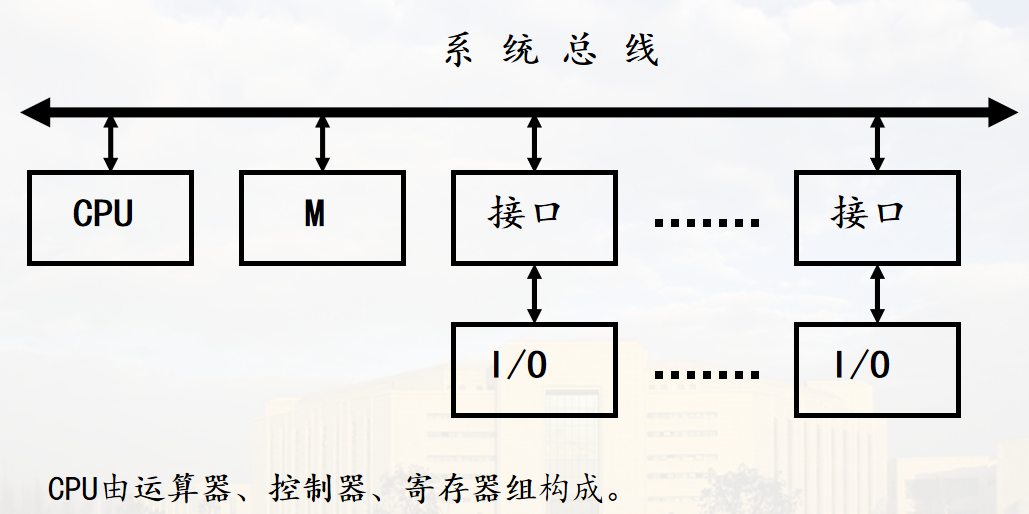 系 统 总 线
CPU M 接口 ······· 接口
I/O ······· I/O
CPU由运算器、控制器、寄存器组构成。